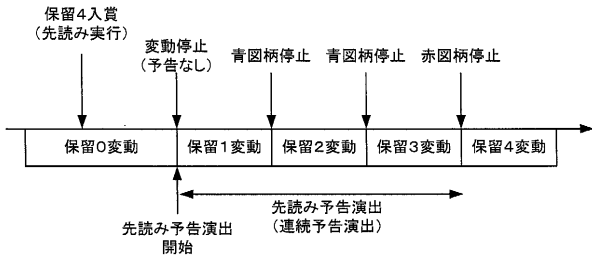 保留4入賞
(先読み実行)
変動停止
(予告なし)
青図柄停止
青図柄停止
赤図柄停止
保留0変動
保留1変動
保留2変動
保留3変動
保留4変動
先読み予告演出
開始
先読み予告演出
(連続予告演出)